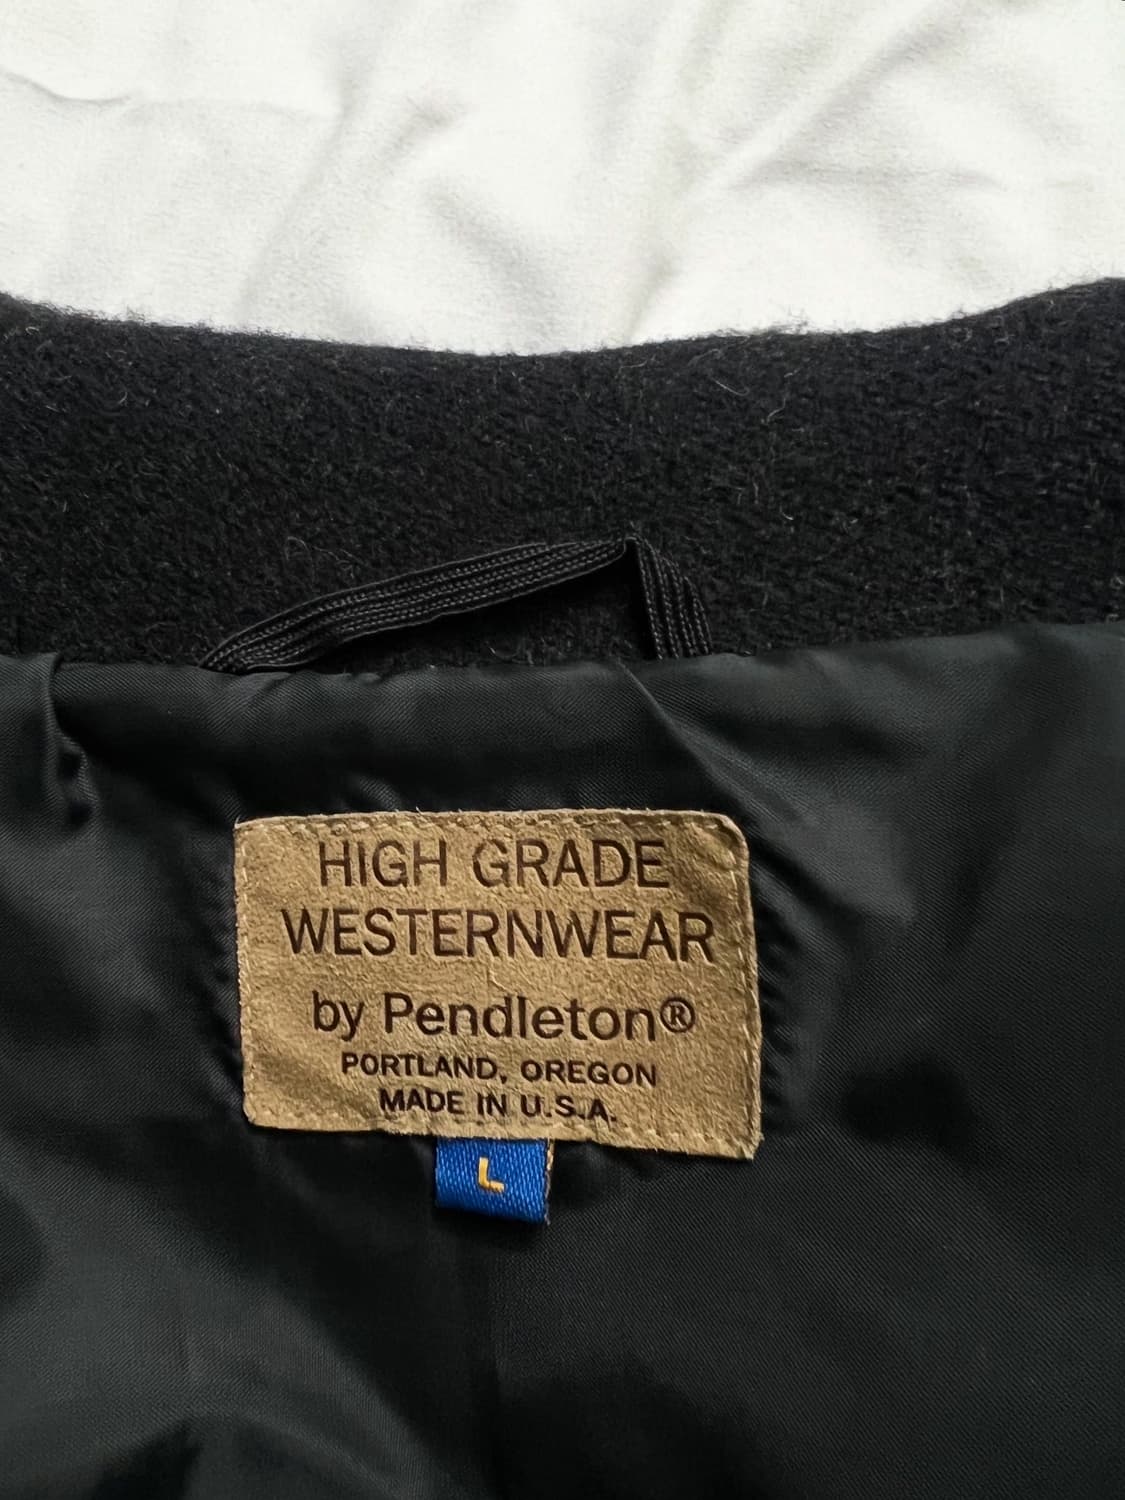 HIGH GRADE
WESTERNWEAR
by Pendleton®
PORTLAND, OREGON
MADE IN U.S.A.
L